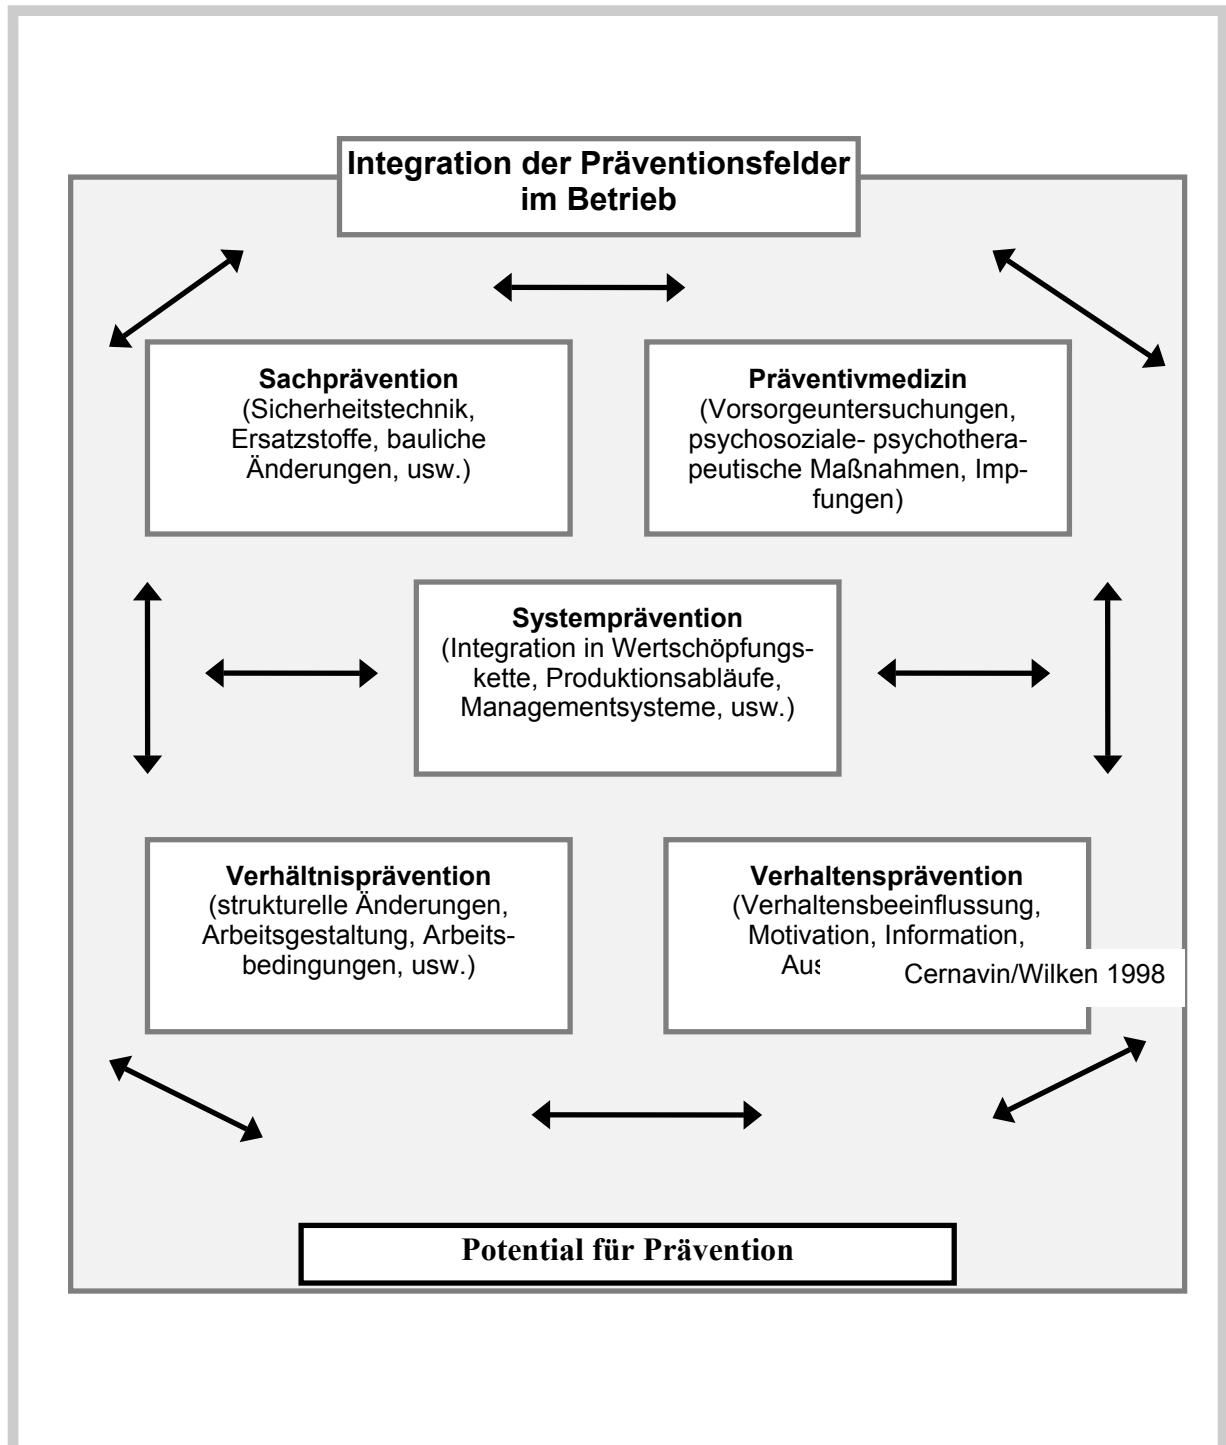 Integration der Präventionsfelder
im Betrieb
Sachprävention
(Sicherheitstechnik,
Ersatzstoffe, bauliche
Änderungen, usw.)
Präventivmedizin
(Vorsorgeuntersuchungen,
psychosoziale- psychothera-
peutische Maßnahmen, Imp-
fungen)
Systemprävention
(Integration in Wertschöpfungs-
kette, Produktionsabläufe,
Managementsysteme, usw.)
Verhältnisprävention
(strukturelle Änderungen,
Arbeitsgestaltung, Arbeits-
bedingungen, usw.)
Verhaltensprävention
(Verhaltensbeeinflussung,
Motivation, Information,
Cernavin/Wilken 1998
Potential für Prävention